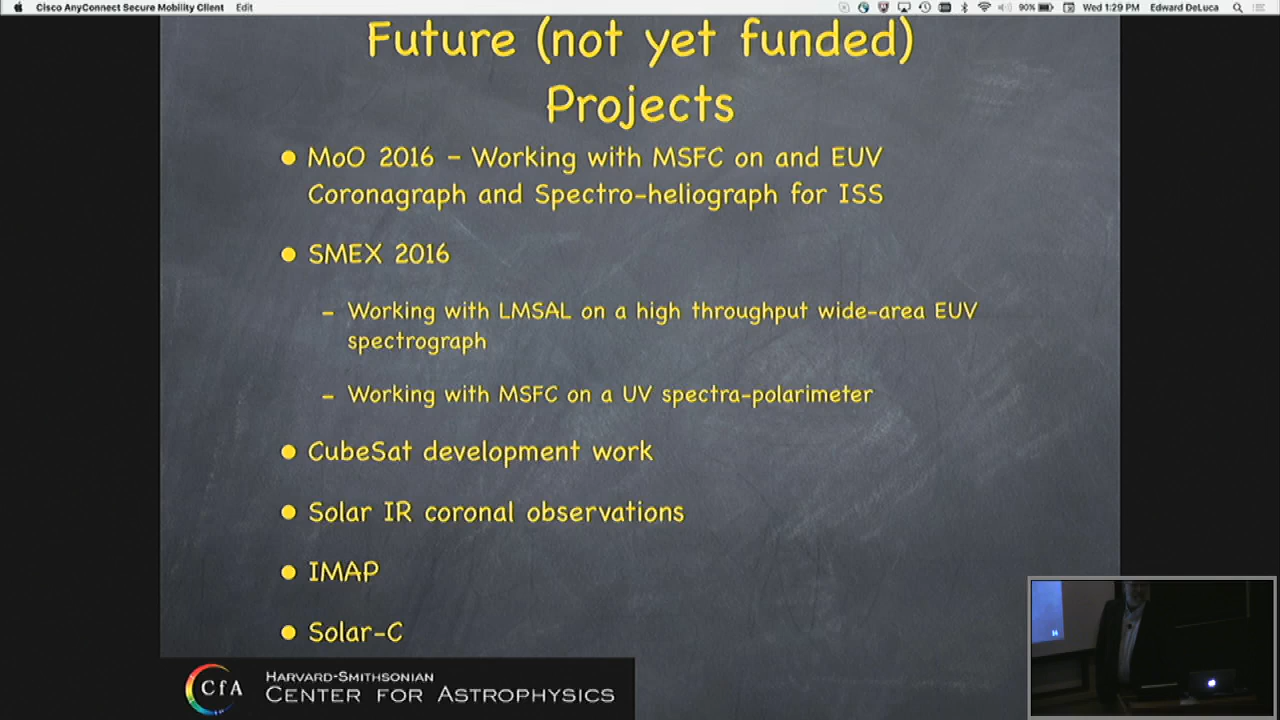 Cisco AnyConnect Secure Mobility Client Edit 90% Wed 1:29 PM Edward DeLuca
Future (not yet funded)
Projects
● MoO 2016 – Working with MSFC on and EUV
Coronagraph and Spectro-heliograph for ISS
● SMEX 2016
– Working with LMSAL on a high throughput wide-area EUV
spectrograph
– Working with MSFC on a UV spectra-polarimeter
● CubeSat development work
● Solar IR coronal observations
● IMAP
● Solar-C
CfA
HARVARD-SMITHSONIAN
CENTER FOR ASTROPHYSICS